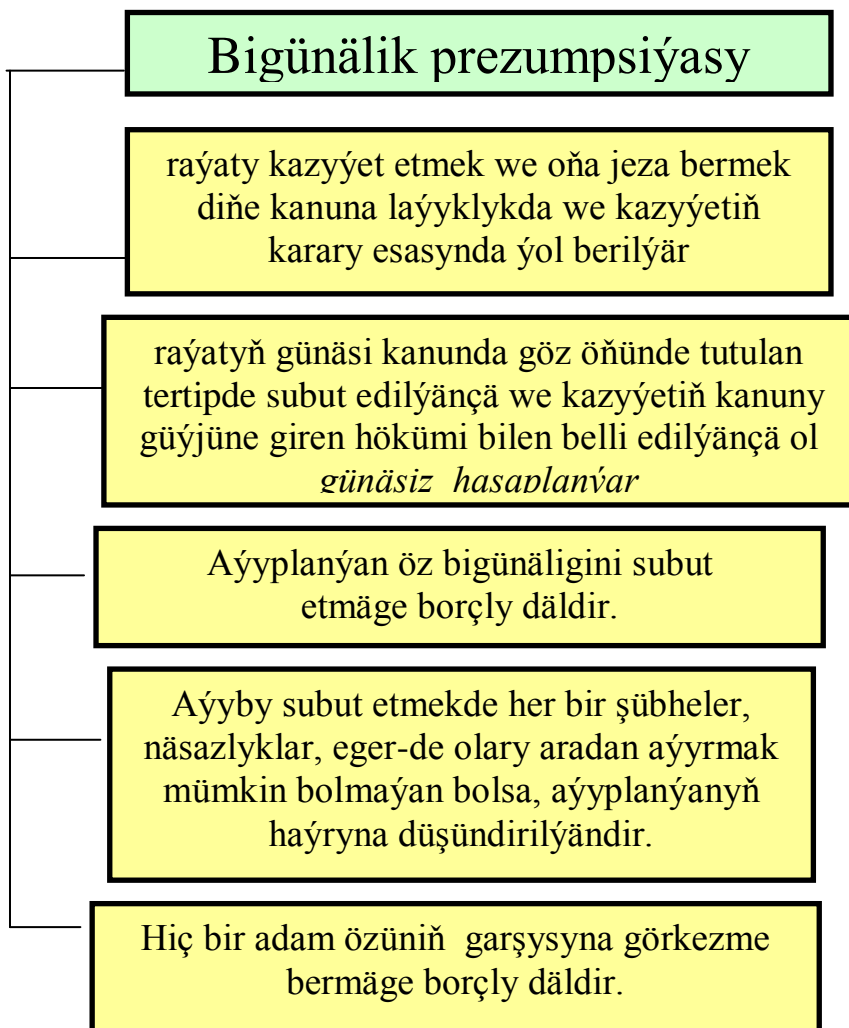 Bigünälik prezumpsiýasy
raýaty kazyýet etmek we oňa jeza bermek
diňe kanuna laýyklykda we kazyýetiň
karary esasynda ýol berilýär
raýatyň günäsi kanunda göz öňünde tutulan
tertipde subut edilýänçä we kazyýetiň kanuny
güýjüne giren hökümi bilen belli edilýänçä ol
günäsiz hasaplanýar
Aýyplanýan öz bigünäligini subut
etmäge borçly däldir.
Aýyby subut etmekde her bir şübheler,
näsazlyklar, eger-de olary aradan aýyrmak
mümkin bolmaýan bolsa, aýyplanýanyň
haýryna düşündirilýändir.
Hiç bir adam özüniň garşysyna görkezme
bermäge borçly däldir.